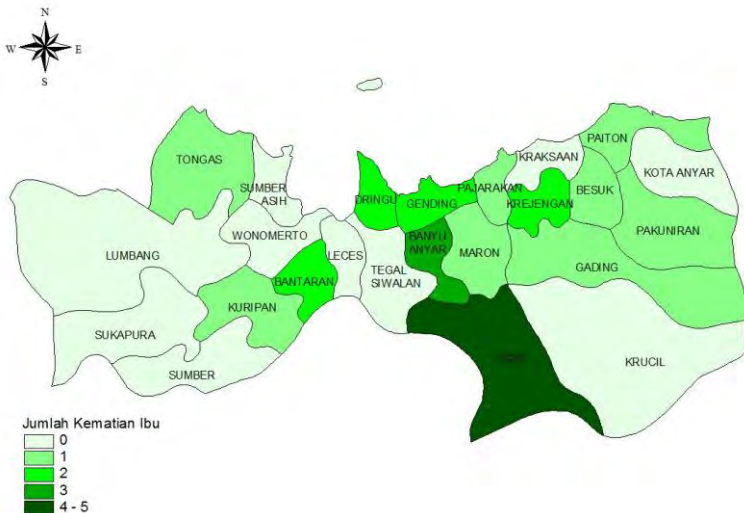 N
W E
S
TONGAS
SUMBER
ASIH
WONOMERTO
LUMBANG
SUKAPURA
SUMBER
KURIPAN
BANTARAN
LECES
TEGAL
SIWALAN
DRINGU
GENDING
BANYU
ANYAR
MARON
PAJARAKAN
KRAKSAAN
KREJENGAN
PAITON
BESUK
KOTA ANYAR
PAKUNIRAN
GADING
KRUCIL
Jumlah Kematian Ibu
0
1
2
3
4 - 5